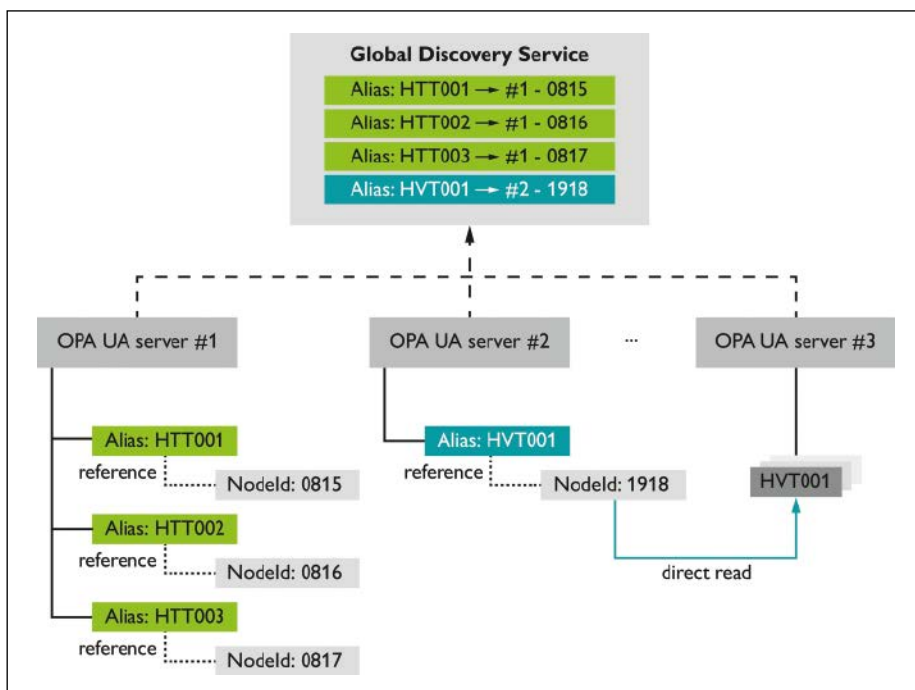 Global Discovery Service
Alias: HTT001 → #1 - 0815
Alias: HTT002 → #1 - 0816
Alias: HTT003 → #1 - 0817
Alias: HVT001 → #2 - 1918
OPA UA server #1
OPA UA server #2
...
OPA UA server #3
Alias: HTT001
reference
NodeId: 0815
Alias: HTT002
reference
NodeId: 0816
Alias: HTT003
reference
NodeId: 0817
Alias: HVT001
reference
NodeId: 1918
HVT001
direct read